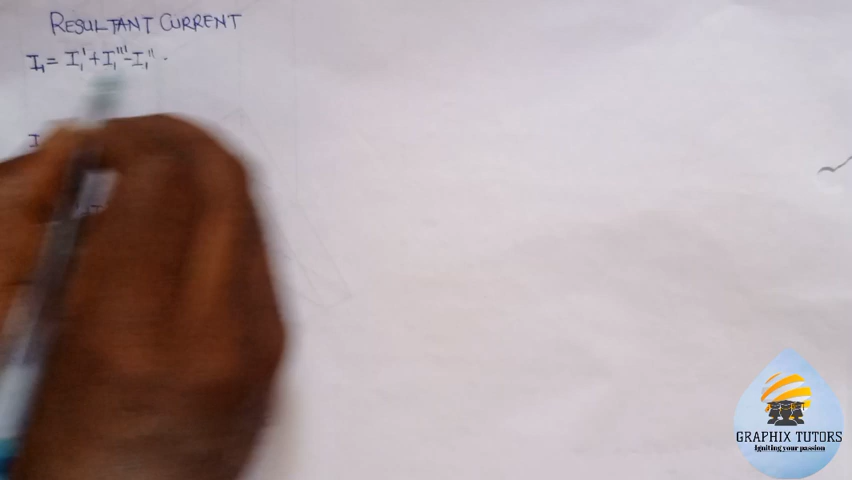 RESULTANT CURRENT
I₁ = I₁' + I₁''' - I₁''
I
GRAPHIX TUTORS
igniting your passion